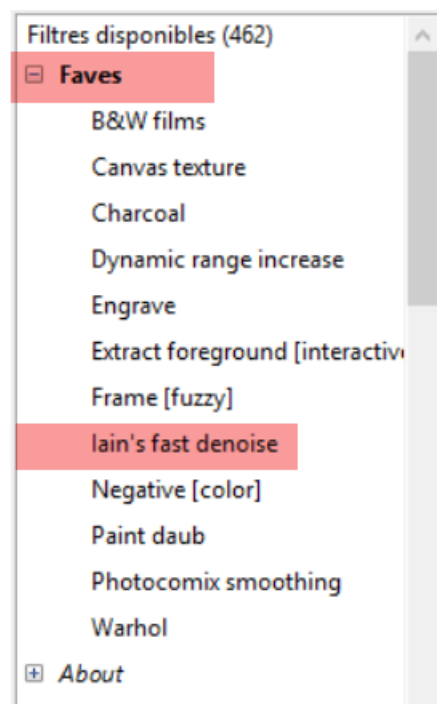 Filtres disponibles (462)
Faves
B&W films
Canvas texture
Charcoal
Dynamic range increase
Engrave
Extract foreground [interactive
Frame [fuzzy]
Iain's fast denoise
Negative [color]
Paint daub
Photocomix smoothing
Warhol
About